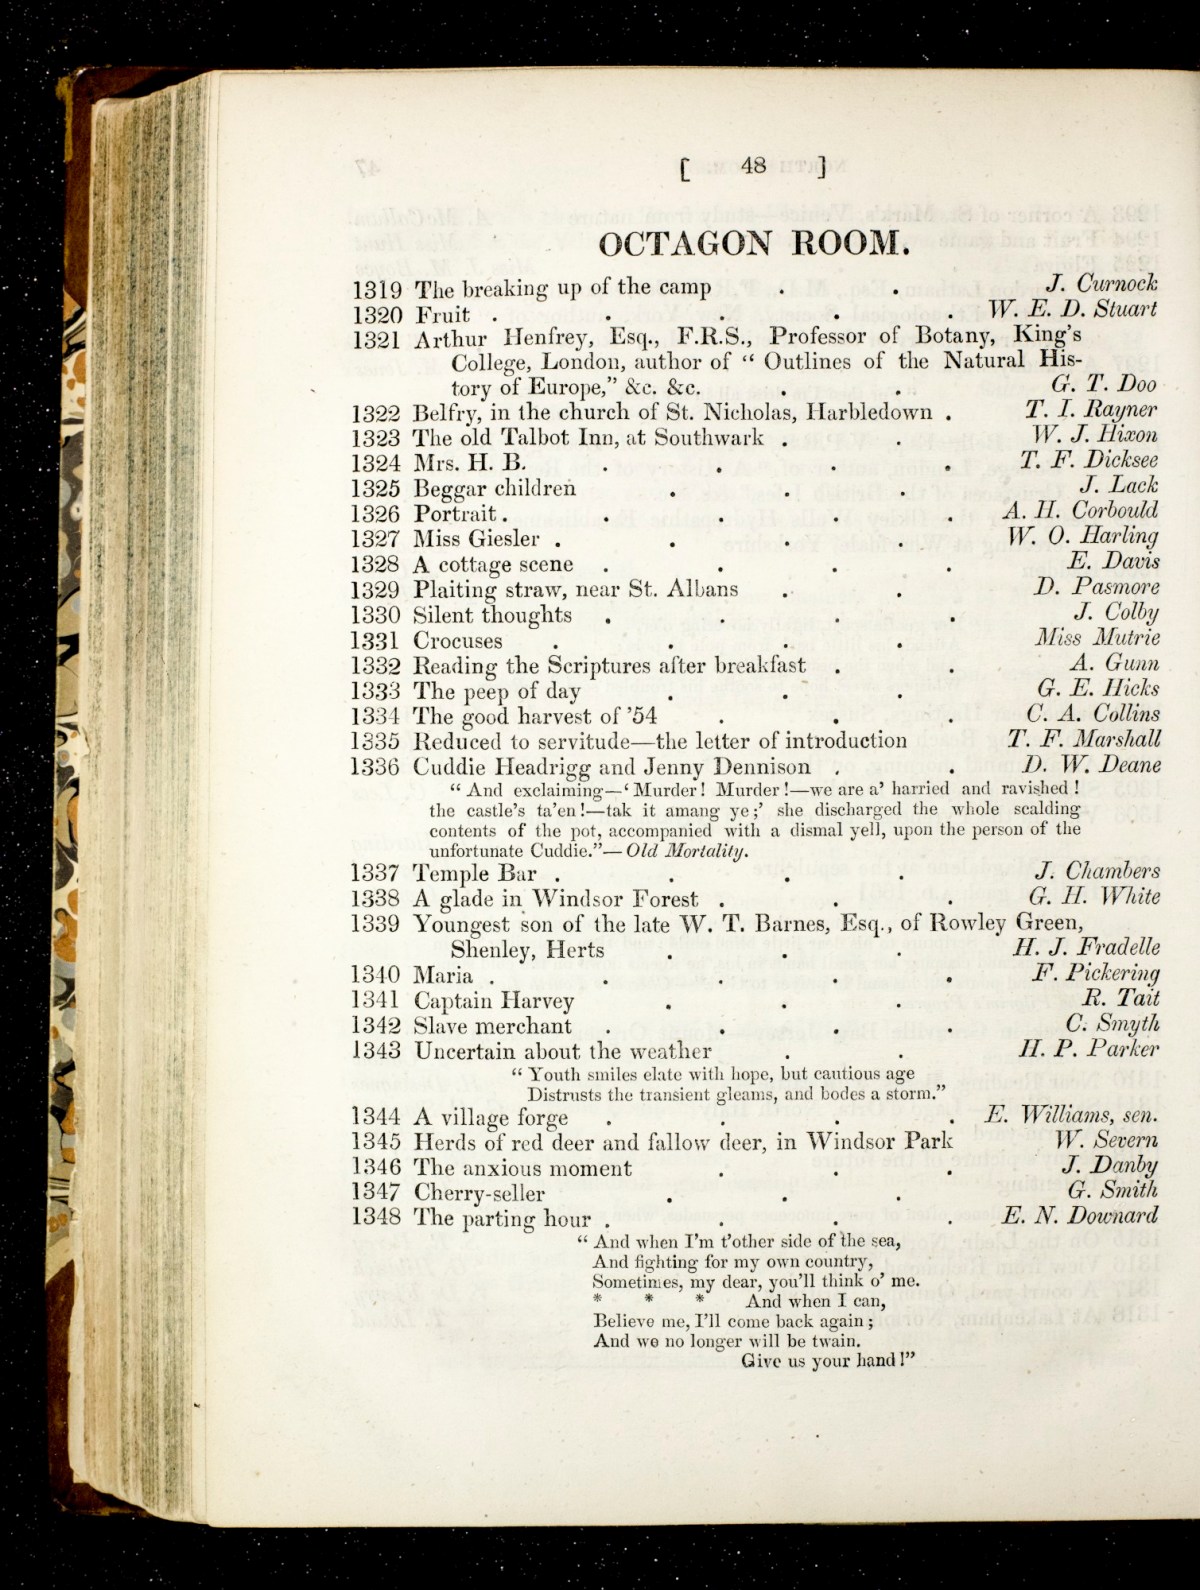 [ 48 ]
OCTAGON ROOM.
1319 The breaking up of the camp . . J. Curnock
1320 Fruit . . . . . W. E. D. Stuart
1321 Arthur Henfrey, Esq., F.R.S., Professor of Botany, King's
College, London, author of “ Outlines of the Natural His-
tory of Europe,” &c. &c. . . G. T. Doo
1322 Belfry, in the church of St. Nicholas, Harbledown . T. I. Rayner
1323 The old Talbot Inn, at Southwark . . W. J. Hixon
1324 Mrs. H. B. . . . . T. F. Dicksee
1325 Beggar children . . . J. Lack
1326 Portrait . . . . A. H. Corbould
1327 Miss Giesler . . . . W. O. Harling
1328 A cottage scene . . . . E. Davis
1329 Plaiting straw, near St. Albans . . D. Pasmore
1330 Silent thoughts . . . . J. Colby
1331 Crocuses . . . . Miss Mutrie
1332 Reading the Scriptures after breakfast . . A. Gunn
1333 The peep of day . . . G. E. Hicks
1334 The good harvest of ’54 . . . C. A. Collins
1335 Reduced to servitude—the letter of introduction T. F. Marshall
1336 Cuddie Headrigg and Jenny Dennison . . D. W. Deane
“ And exclaiming—‘ Murder! Murder!—we are a’ harried and ravished!
the castle's ta'en!—tak it amang ye;’ she discharged the whole scalding
contents of the pot, accompanied with a dismal yell, upon the person of the
unfortunate Cuddie.”—Old Mortality.
1337 Temple Bar . . . . J. Chambers
1338 A glade in Windsor Forest . . . G. H. White
1339 Youngest son of the late W. T. Barnes, Esq., of Rowley Green,
Shenley, Herts . . . H. J. Fradelle
1340 Maria . . . . . F. Pickering
1341 Captain Harvey . . . R. Tait
1342 Slave merchant . . . . C. Smyth
1343 Uncertain about the weather . . H. P. Parker
“ Youth smiles elate with hope, but cautious age
Distrusts the transient gleams, and bodes a storm.”
1344 A village forge . . . . E. Williams, sen.
1345 Herds of red deer and fallow deer, in Windsor Park W. Severn
1346 The anxious moment . . . J. Danby
1347 Cherry-seller . . . G. Smith
1348 The parting hour . . . . E. N. Downard
“ And when I'm t'other side of the sea,
And fighting for my own country,
Sometimes, my dear, you'll think o' me.
* * * And when I can,
Believe me, I'll come back again;
And we no longer will be twain.
Give us your hand!”